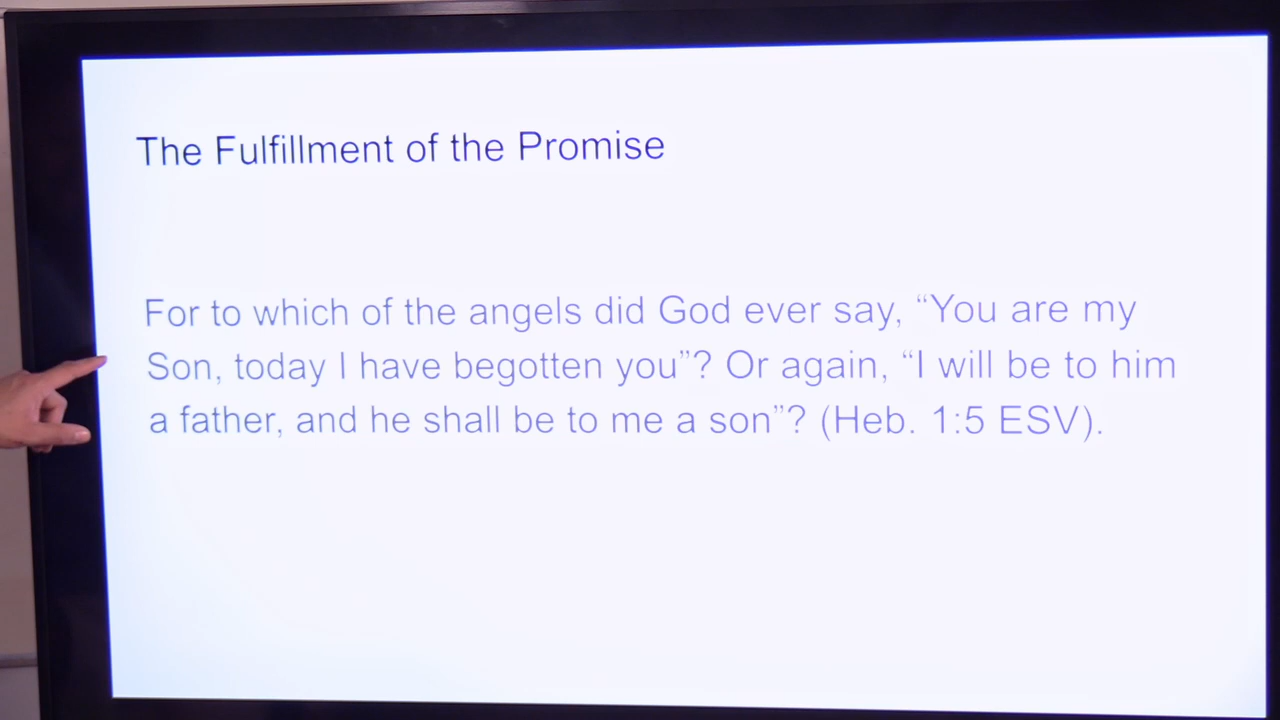 The Fulfillment of the Promise
For to which of the angels did God ever say, “You are my
Son, today I have begotten you”? Or again, “I will be to him
a father, and he shall be to me a son”? (Heb. 1:5 ESV).